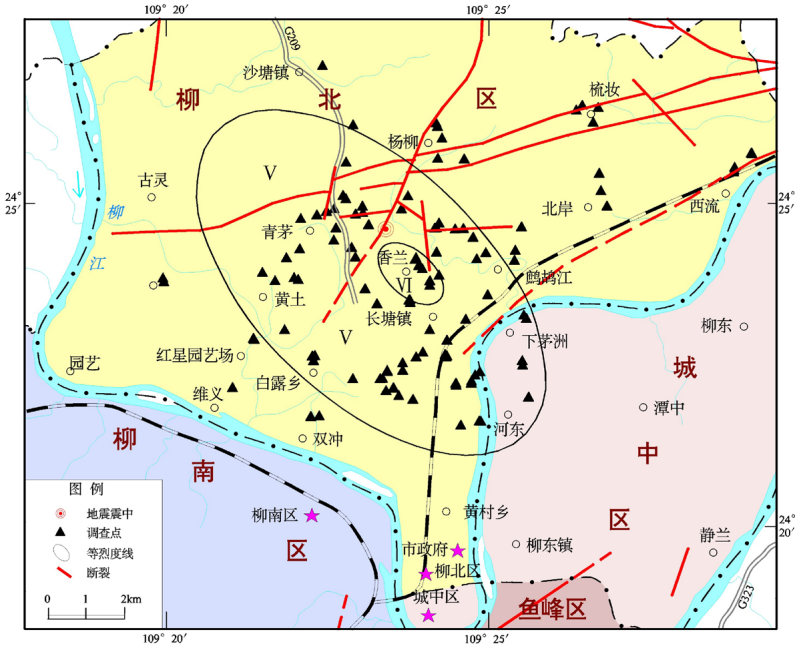 109° 20′
109° 25′
G209
沙塘镇
柳
北
区
梳妆
杨柳
V
古灵
24°
25′
24°
25′
柳
江
北岸
西流
青茅
香兰
VI
鹧鸪江
黄土
长塘镇
V
下茅洲
柳东
红星园艺场
园艺
白露乡
城
维义
潭中
柳
双冲
河东
中
南
图 例
地震震中
调查点
等烈度线
断裂
0 1 2km
柳南区
区
黄村乡
区
24°
20′
市政府
柳东镇
静兰
柳北区
城中区
鱼峰区
G323
109° 20′
109° 25′